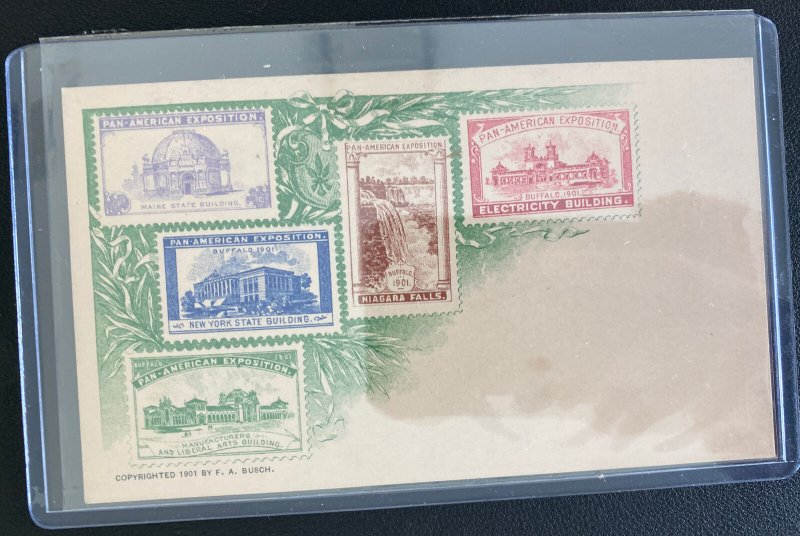 PAN-AMERICAN EXPOSITION.
MAINE STATE BUILDING.
PAN-AMERICAN EXPOSITION.
BUFFALO 1901.
NEW YORK STATE BUILDING.
BUFFALO. 1901
PAN-AMERICAN EXPOSITION.
MANUFACTURERS
AND LIBERAL ARTS BUILDING.
PAN-AMERICAN EXPOSITION.
BUFFALO
1901.
NIAGARA FALLS.
PAN-AMERICAN EXPOSITION.
BUFFALO. 1901.
ELECTRICITY BUILDING.
COPYRIGHTED 1901 BY F. A. BUSCH.